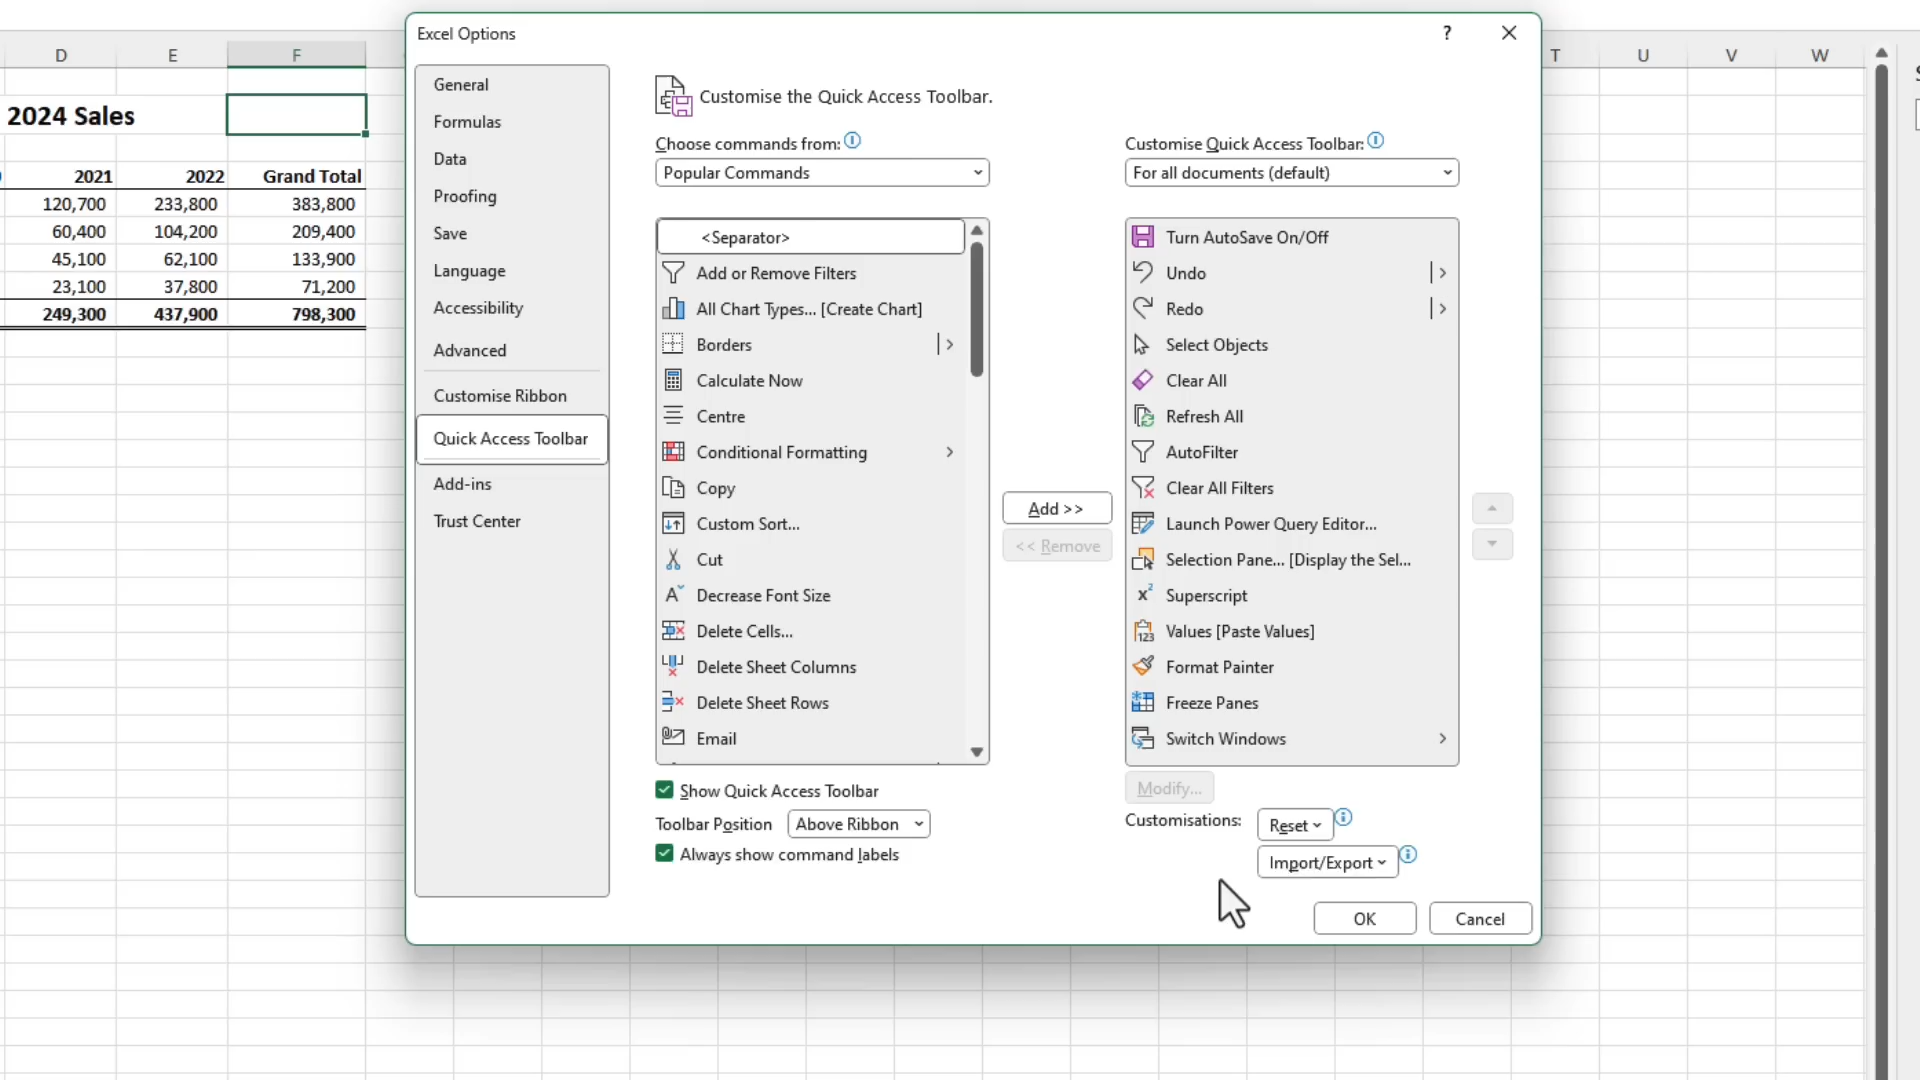 Excel Options
?
D E F T U V W
2024 Sales
2021 2022 Grand Total
120,700 233,800 383,800
60,400 104,200 209,400
45,100 62,100 133,900
23,100 37,800 71,200
249,300 437,900 798,300
General
Formulas
Data
Proofing
Save
Language
Accessibility
Advanced
Customise Ribbon
Quick Access Toolbar
Add-ins
Trust Center
Customise the Quick Access Toolbar.
Choose commands from:
Popular Commands
<Separator>
Add or Remove Filters
All Chart Types... [Create Chart]
Borders
Calculate Now
Centre
Conditional Formatting
Copy
Custom Sort...
Cut
Decrease Font Size
Delete Cells...
Delete Sheet Columns
Delete Sheet Rows
Email
Show Quick Access Toolbar
Toolbar Position Above Ribbon
Always show command labels
Add >>
<< Remove
Customise Quick Access Toolbar:
For all documents (default)
Turn AutoSave On/Off
Undo
Redo
Select Objects
Clear All
Refresh All
AutoFilter
Clear All Filters
Launch Power Query Editor...
Selection Pane... [Display the Sel...
Superscript
Values [Paste Values]
Format Painter
Freeze Panes
Switch Windows
Modify...
Customisations: Reset
Import/Export
OK Cancel